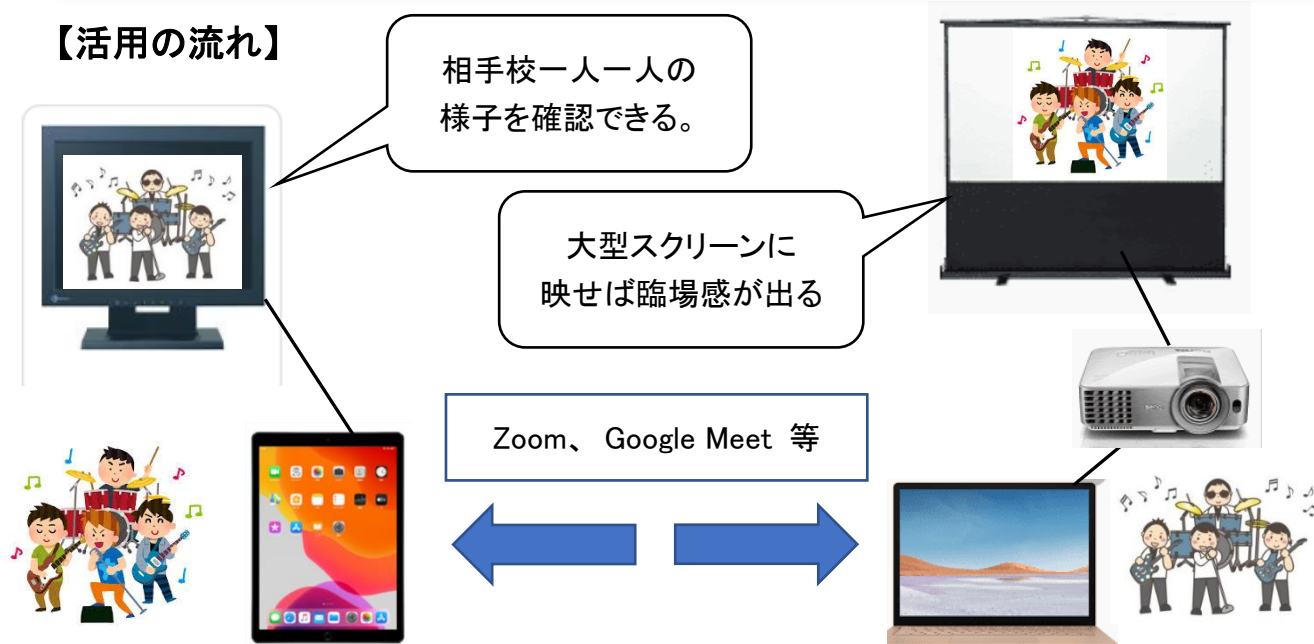 【活用の流れ】
相手校一人一人の
様子を確認できる。
大型スクリーンに
映せば臨場感が出る
Zoom、 Google Meet 等